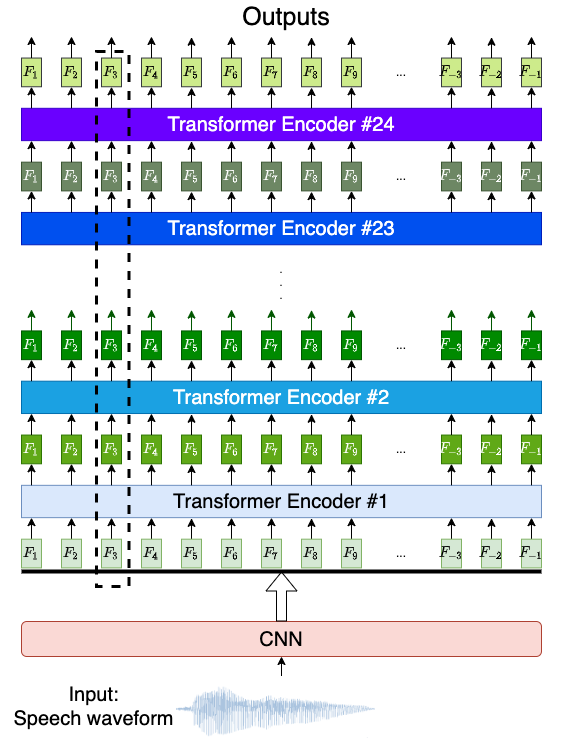 Outputs
F₁ F₂ F₃ F₄ F₅ F₆ F₇ F₈ F₉ ... F₋₃ F₋₂ F₋₁
Transformer Encoder #24
F₁ F₂ F₃ F₄ F₅ F₆ F₇ F₈ F₉ ... F₋₃ F₋₂ F₋₁
Transformer Encoder #23
.
.
.
F₁ F₂ F₃ F₄ F₅ F₆ F₇ F₈ F₉ ... F₋₃ F₋₂ F₋₁
Transformer Encoder #2
F₁ F₂ F₃ F₄ F₅ F₆ F₇ F₈ F₉ ... F₋₃ F₋₂ F₋₁
Transformer Encoder #1
F₁ F₂ F₃ F₄ F₅ F₆ F₇ F₈ F₉ ... F₋₃ F₋₂ F₋₁
CNN
Input:
Speech waveform